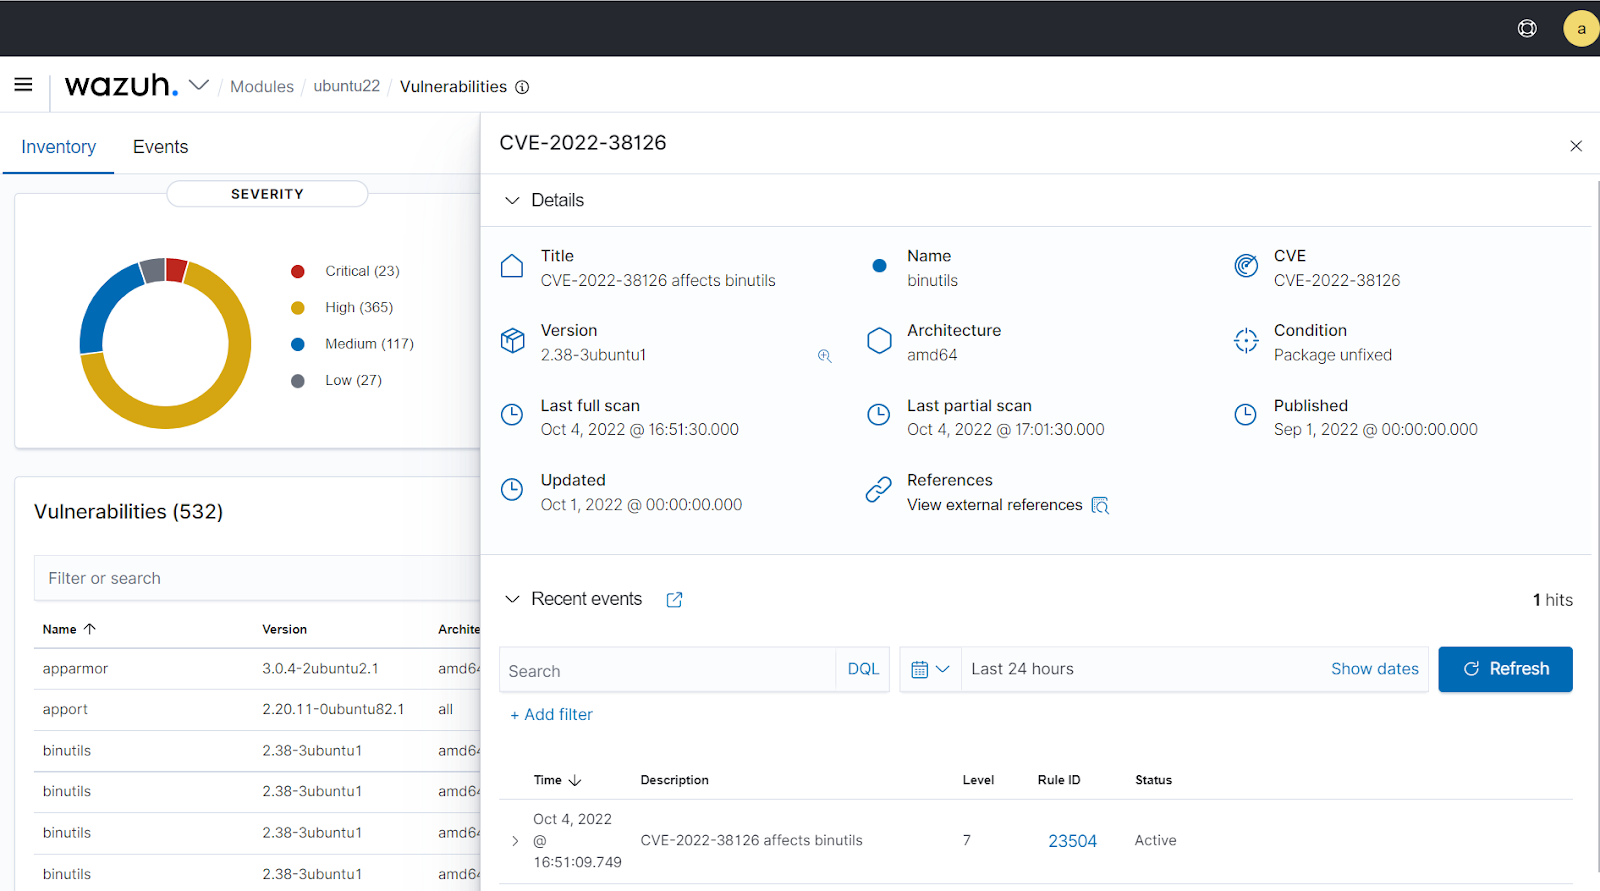 a
wazuh. / Modules / ubuntu22 / Vulnerabilities
Inventory Events
SEVERITY
Critical (23)
High (365)
Medium (117)
Low (27)
Vulnerabilities (532)
Filter or search
Name Version Archite
apparmor 3.0.4-2ubuntu2.1 amd64
apport 2.20.11-0ubuntu82.1 all
binutils 2.38-3ubuntu1 amd64
binutils 2.38-3ubuntu1 amd64
binutils 2.38-3ubuntu1 amd64
binutils 2.38-3ubuntu1 amd64
CVE-2022-38126
Details
Title
CVE-2022-38126 affects binutils
Name
binutils
CVE
CVE-2022-38126
Version
2.38-3ubuntu1
Architecture
amd64
Condition
Package unfixed
Last full scan
Oct 4, 2022 @ 16:51:30.000
Last partial scan
Oct 4, 2022 @ 17:01:30.000
Published
Sep 1, 2022 @ 00:00:00.000
Updated
Oct 1, 2022 @ 00:00:00.000
References
View external references
Recent events 1 hits
Search DQL Last 24 hours Show dates Refresh
+ Add filter
Time Description Level Rule ID Status
Oct 4, 2022
@
16:51:09.749
CVE-2022-38126 affects binutils 7 23504 Active